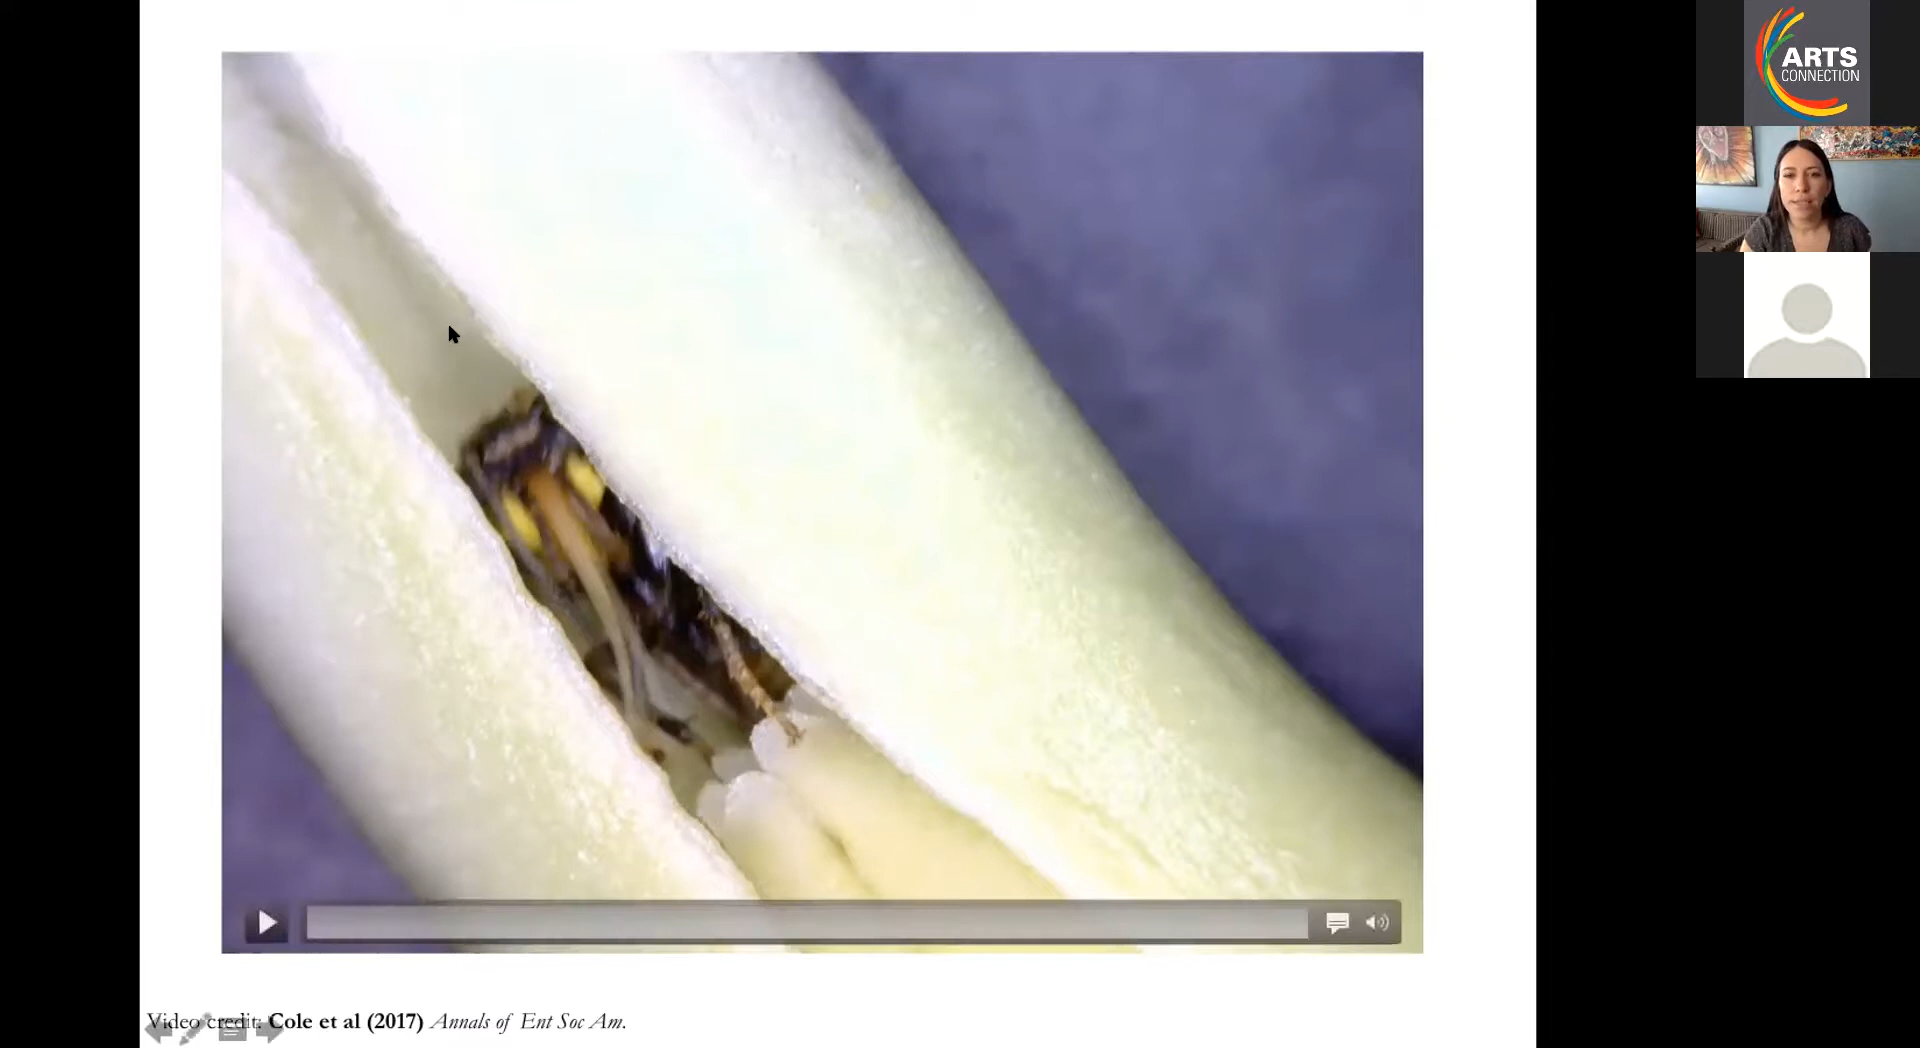 ARTS
CONNECTION
Video credit: Cole et al (2017) Annals of Ent Soc Am.